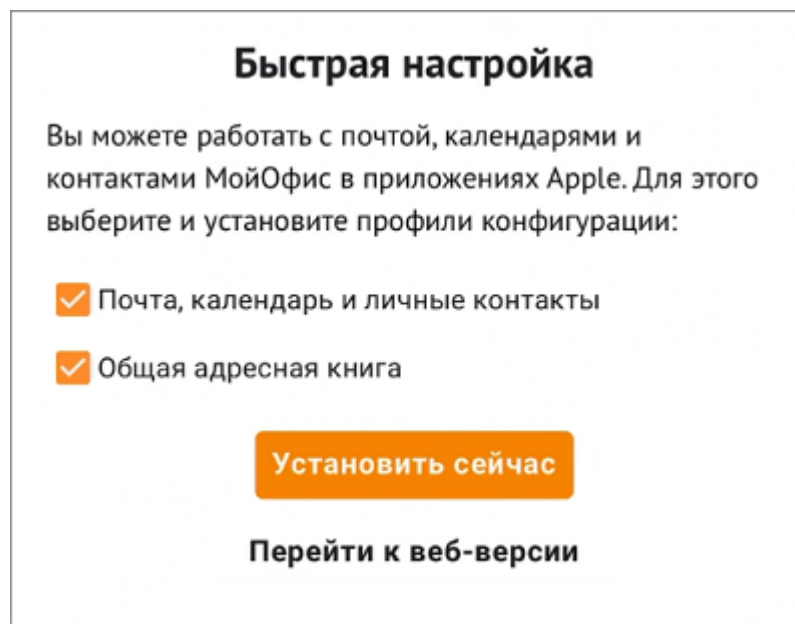 Быстрая настройка
Вы можете работать с почтой, календарями и
контактами МойОфис в приложениях Apple. Для этого
выберите и установите профили конфигурации:
Почта, календарь и личные контакты
Общая адресная книга
Установить сейчас
Перейти к веб-версии